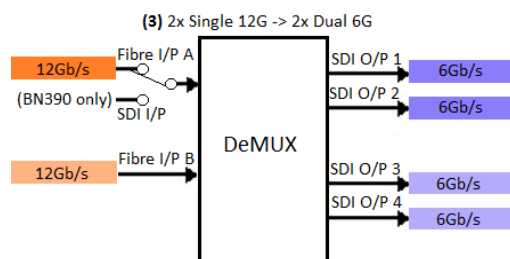 (3) 2x Single 12G -> 2x Dual 6G
Fibre I/P A
12Gb/s
(BN390 only)
SDI I/P
Fibre I/P B
12Gb/s
DeMUX
SDI O/P 1
6Gb/s
SDI O/P 2
6Gb/s
SDI O/P 3
6Gb/s
SDI O/P 4
6Gb/s